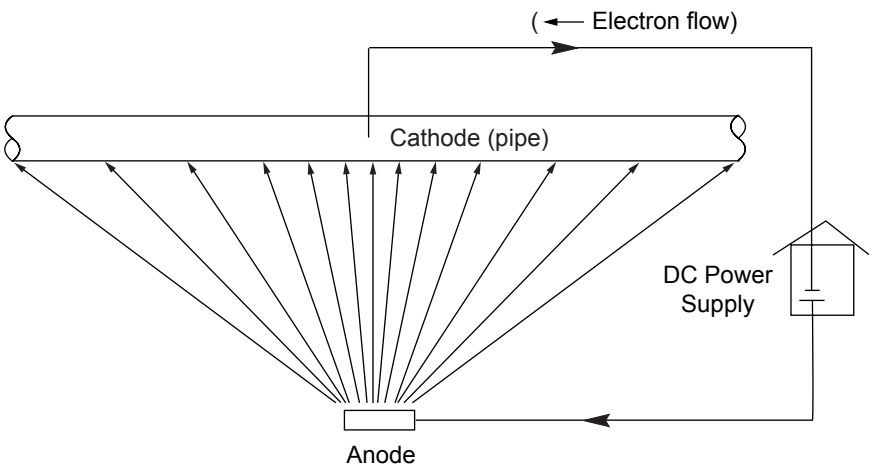 ( ← Electron flow)
Cathode (pipe)
DC Power
Supply
Anode